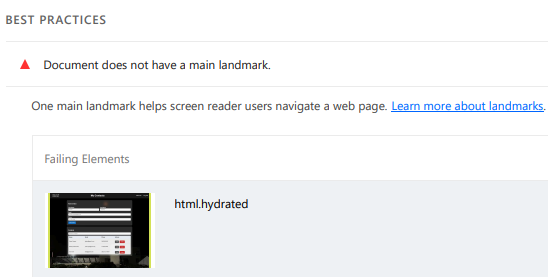 BEST PRACTICES
Document does not have a main landmark.
One main landmark helps screen reader users navigate a web page. Learn more about landmarks.
Failing Elements
html.hydrated